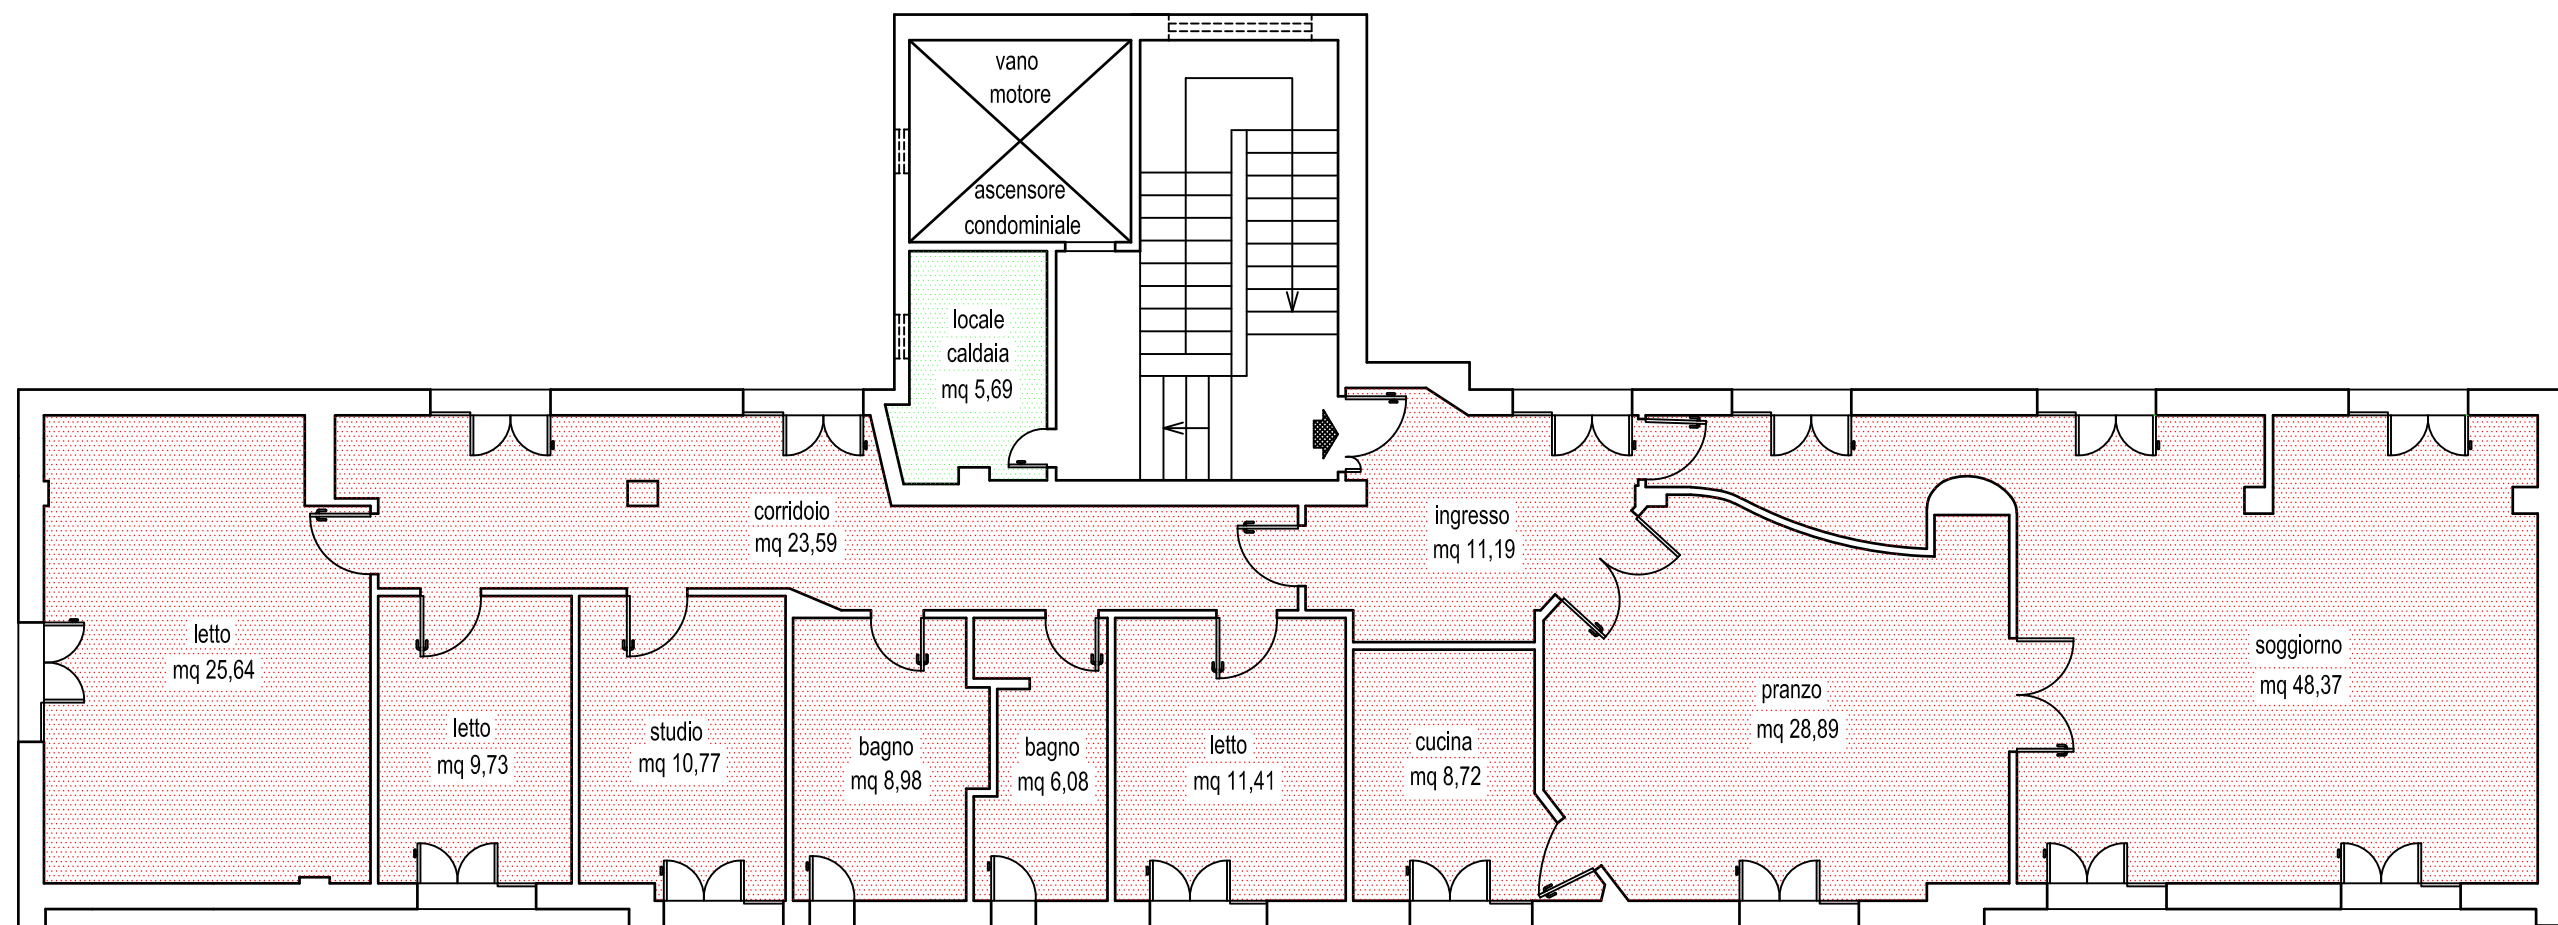 vano
motore
ascensore
condominiale
locale
caldaia
mq 5,69
corridoio
mq 23,59
ingresso
mq 11,19
letto
mq 25,64
letto
mq 9,73
studio
mq 10,77
bagno
mq 8,98
bagno
mq 6,08
letto
mq 11,41
cucina
mq 8,72
pranzo
mq 28,89
soggiorno
mq 48,37